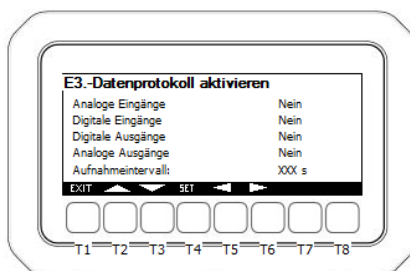 E3.-Datenprotokoll aktivieren
Analoge Eingänge Nein
Digitale Eingänge Nein
Digitale Ausgänge Nein
Analoge Ausgänge Nein
Aufnahmeintervall: XXX s
EXIT SET
T1 T2 T3 T4 T5 T6 T7 T8